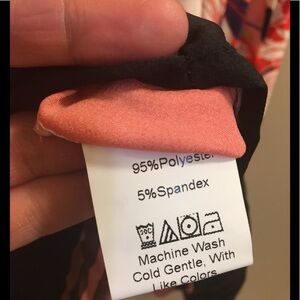 95%Polyester
5%Spandex
Machine Wash
Cold Gentle, With
Like Colors